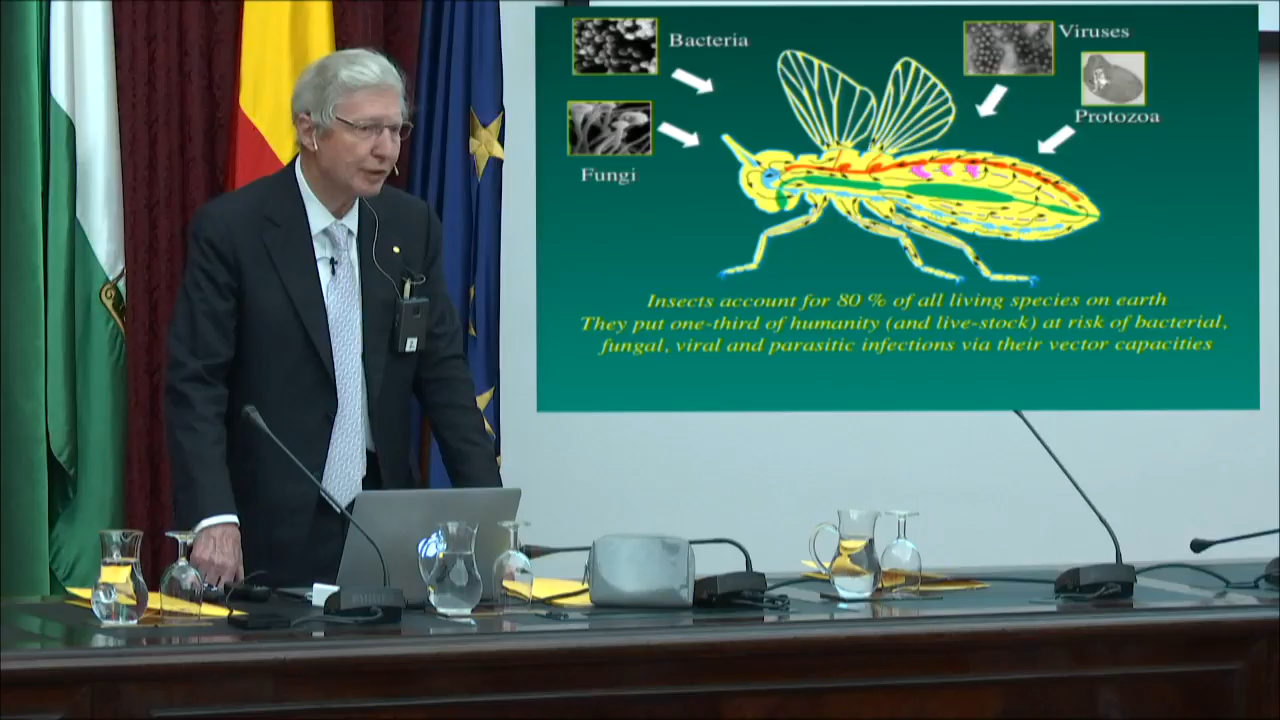 Bacteria
Viruses
Protozoa
Fungi
Insects account for 80 % of all living species on earth
They put one-third of humanity (and live-stock) at risk of bacterial,
fungal, viral and parasitic infections via their vector capacities